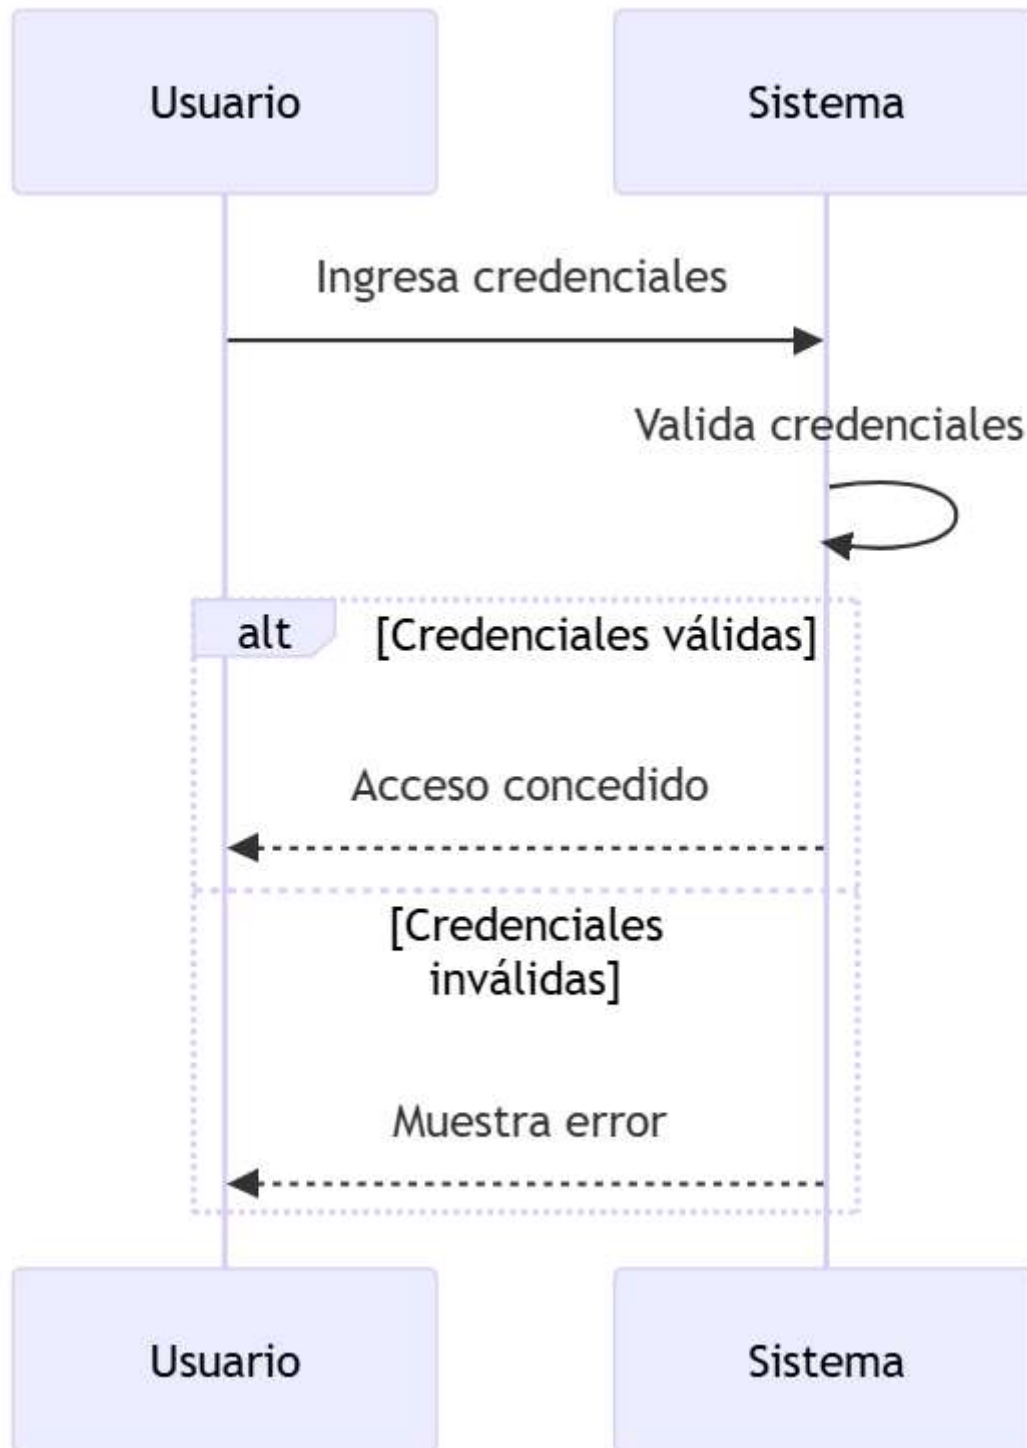 Usuario
Sistema
Ingresa credenciales
Valida credenciales
alt
[Credenciales válidas]
Acceso concedido
[Credenciales
inválidas]
Muestra error
Usuario
Sistema